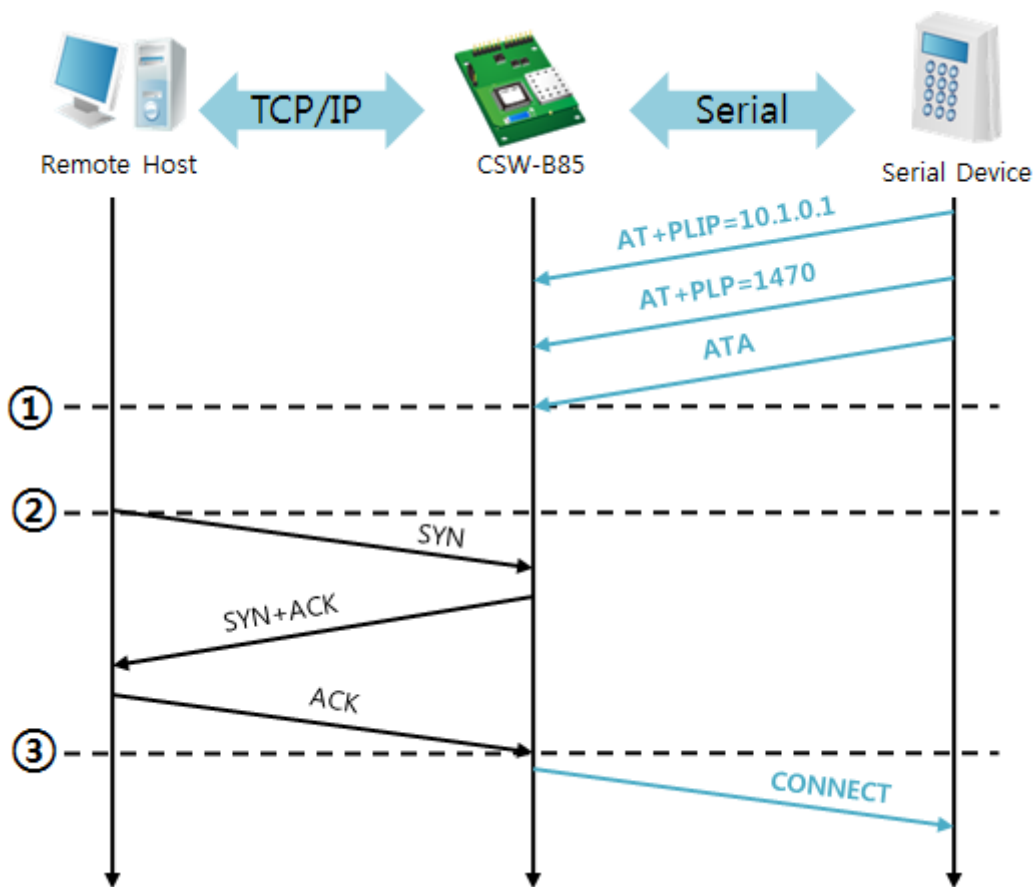 TCP/IP
Serial
Remote Host
CSW-B85
Serial Device
AT+PLIP=10.1.0.1
AT+PLP=1470
ATA
①
②
SYN
SYN+ACK
ACK
③
CONNECT